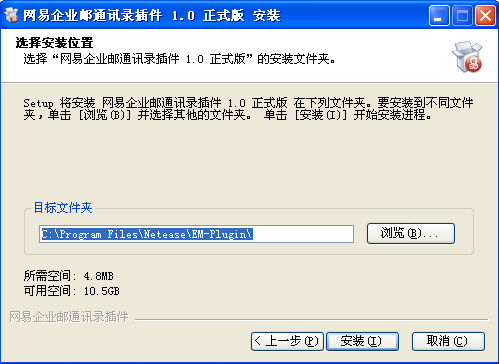 网易企业邮通讯录插件 1.0 正式版 安装
选择安装位置
选择“网易企业邮通讯录插件 1.0 正式版”的安装文件夹。
Setup 将安装 网易企业邮通讯录插件 1.0 正式版 在下列文件夹。要安装到不同文件
夹，单击 [浏览(B)] 并选择其他的文件夹。 单击 [安装(I)] 开始安装进程。
目标文件夹
C:\Program Files\Netease\EM-Plugin\
浏览(B)...
所需空间: 4.8MB
可用空间: 10.5GB
网易企业邮通讯录插件
< 上一步(P)
安装(I)
取消(C)